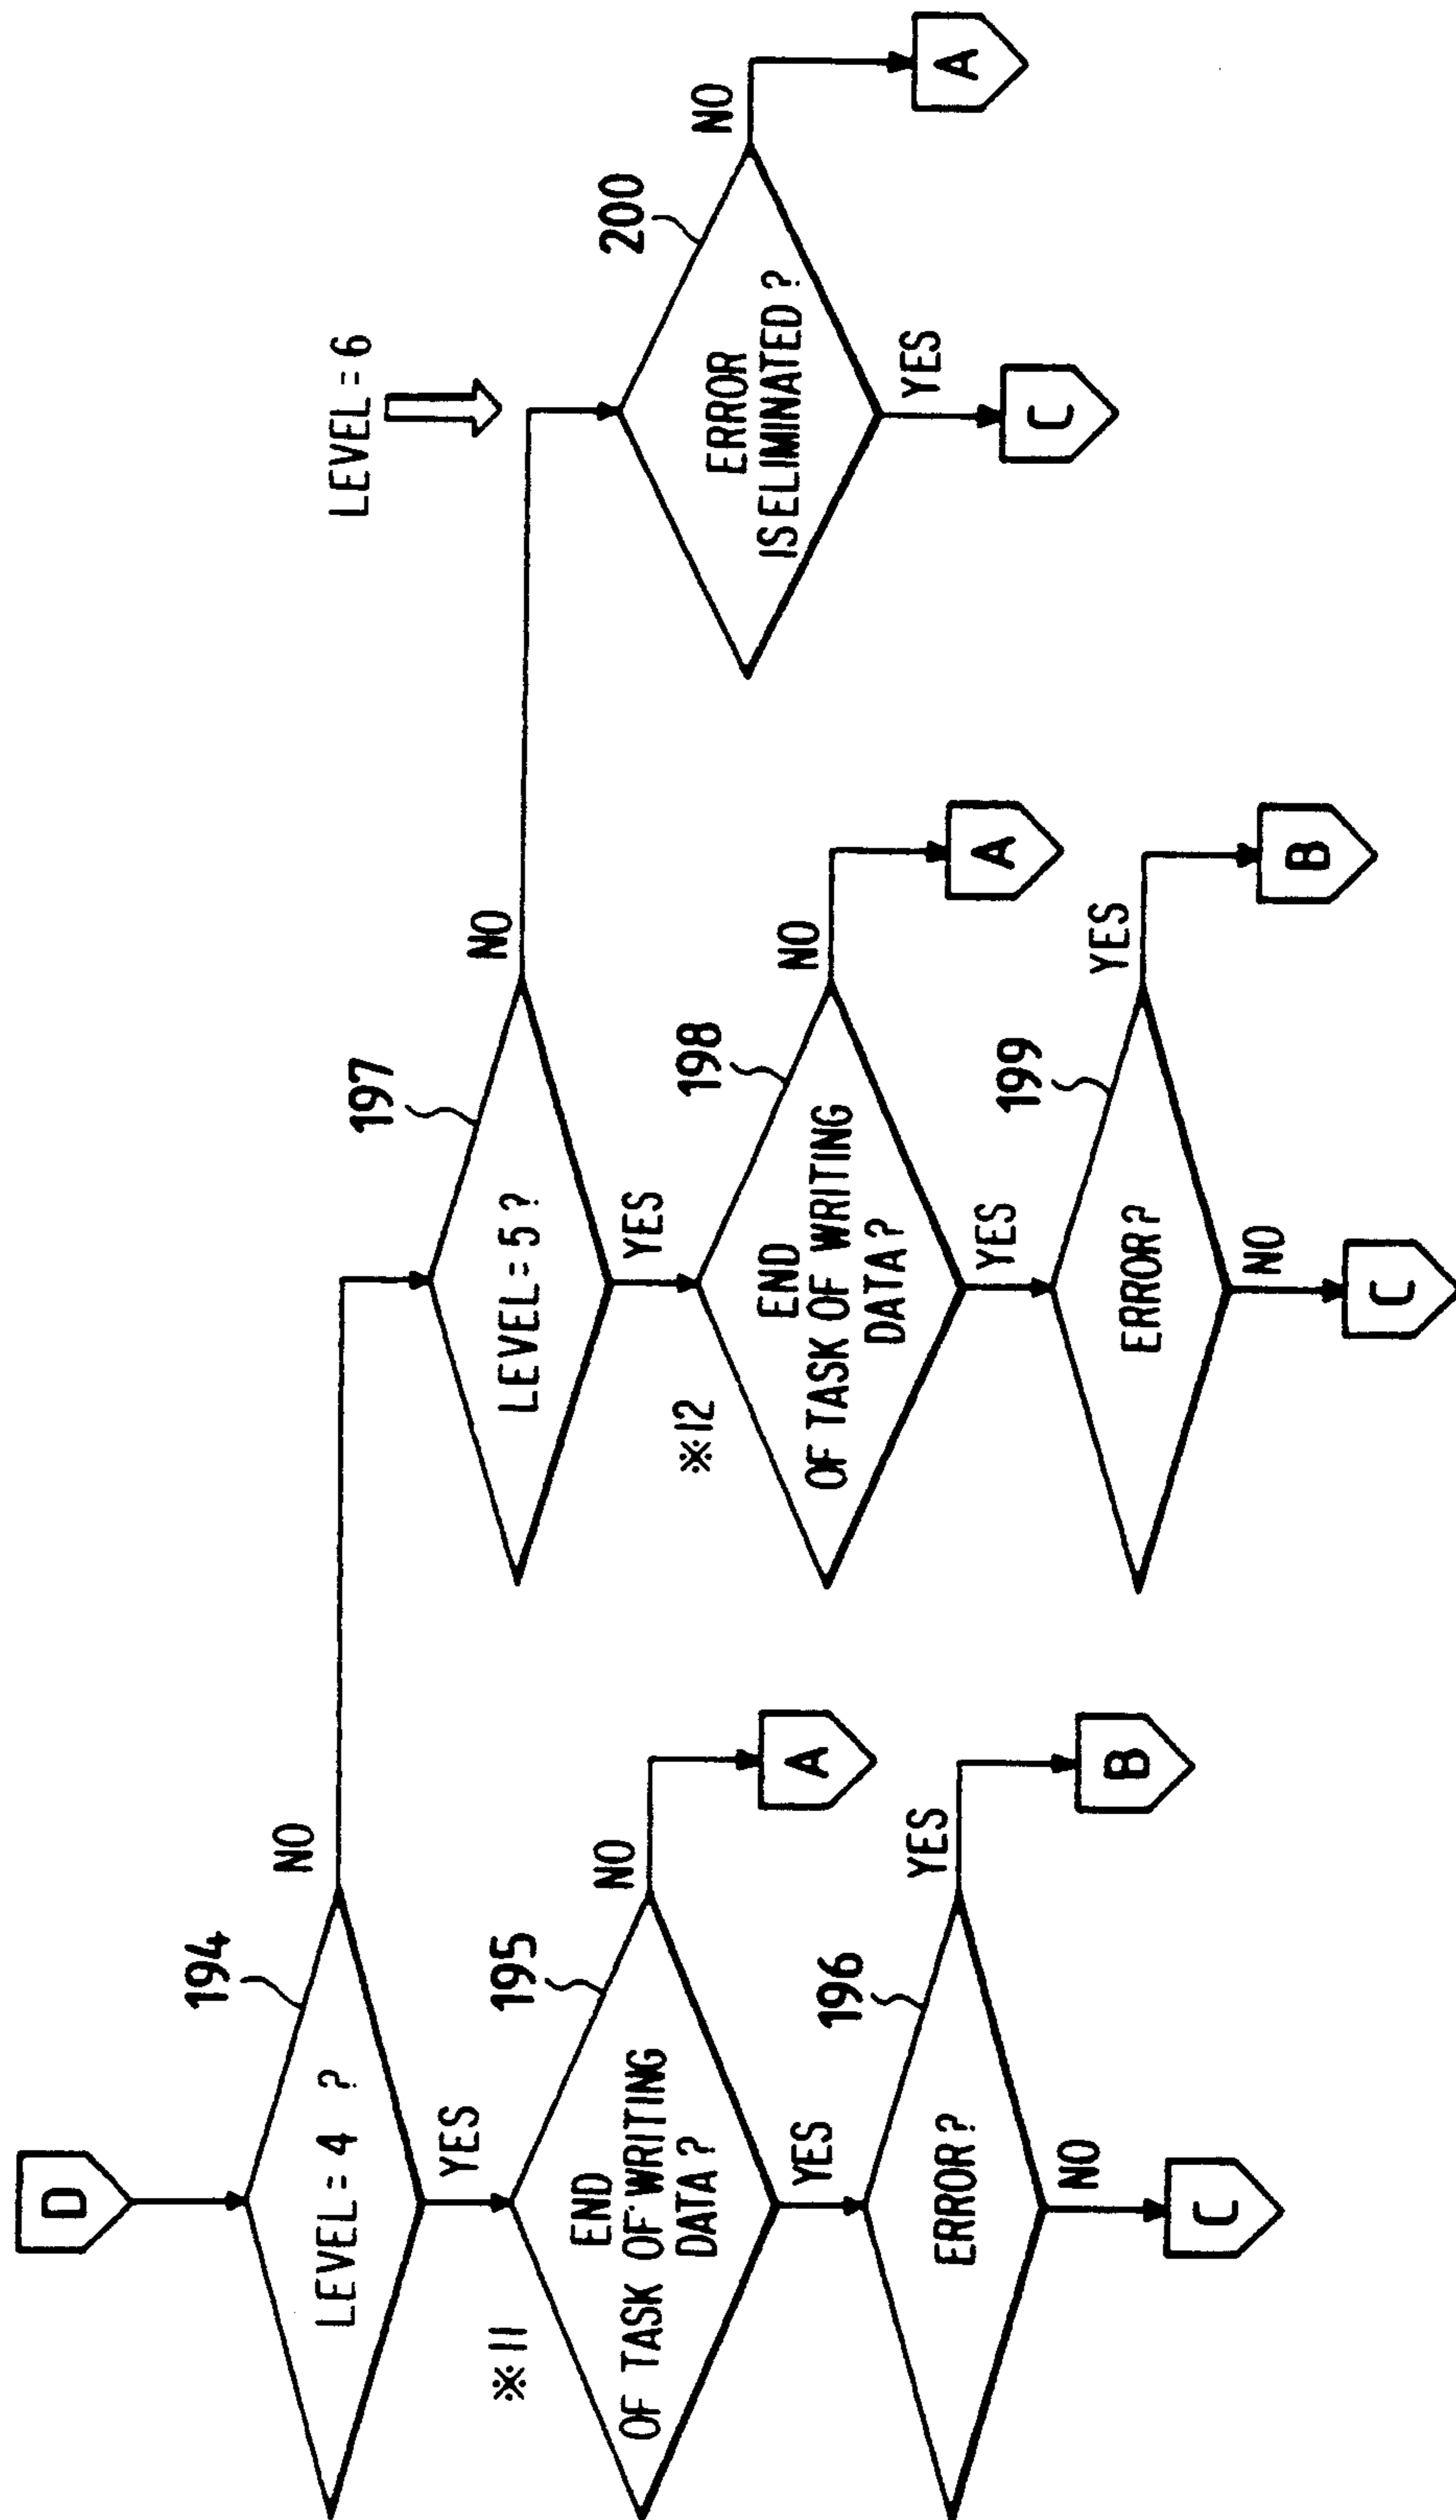 D
194
LEVEL=4 ?
NO
YES
※11
195
END
OF TASK OF WRITING
DATA?
NO
A
YES
196
ERROR?
YES
B
NO
C
197
LEVEL=5?
NO
YES
※12
198
END
OF TASK OF WRITING
DATA?
NO
A
YES
199
ERROR?
YES
B
NO
C
LEVEL=6
200
ERROR
ISELIMINATED?
NO
A
YES
C